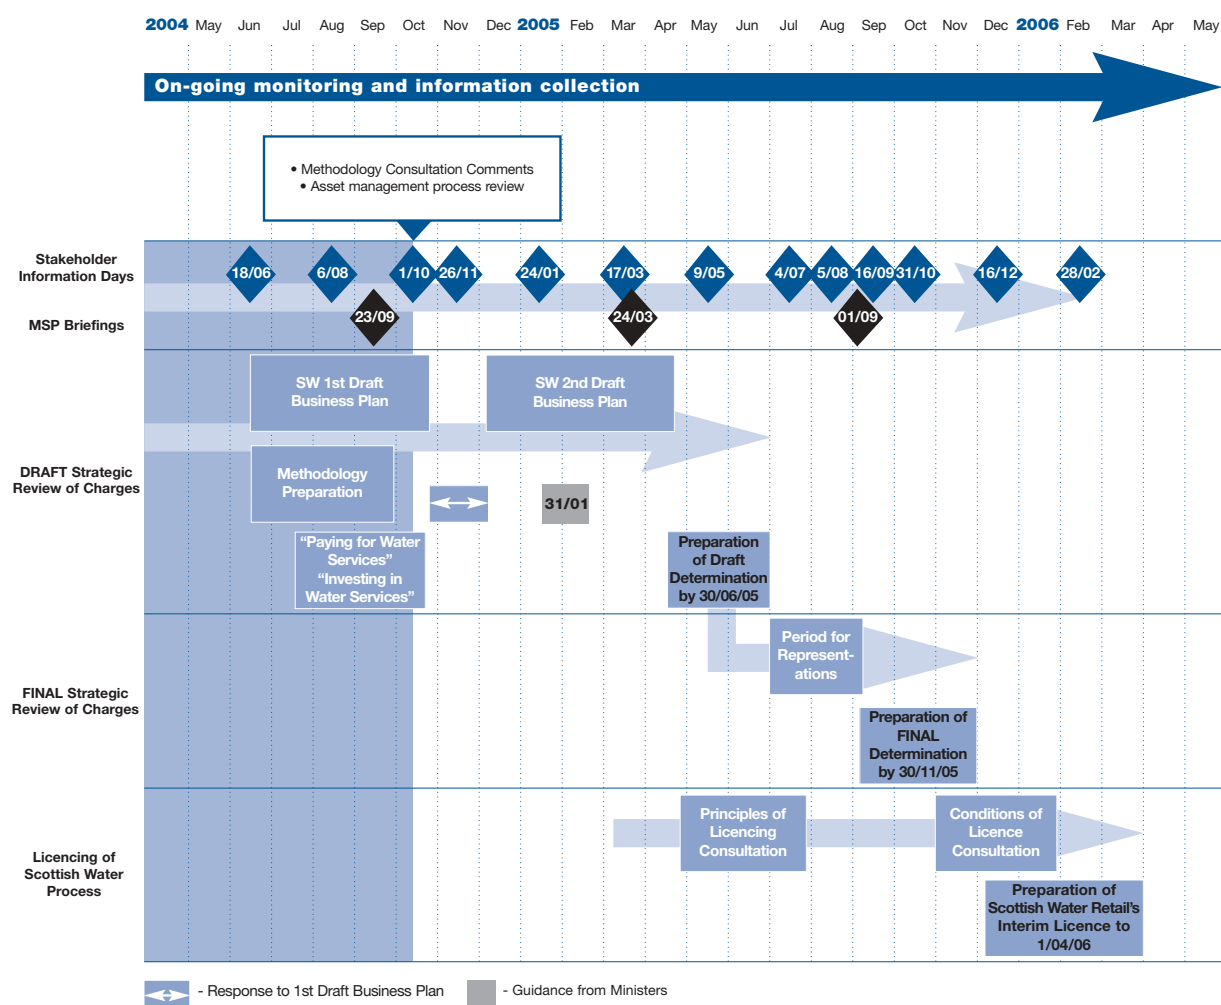 2004 May Jun Jul Aug Sep Oct Nov Dec 2005 Feb Mar Apr May Jun Jul Aug Sep Oct Nov Dec 2006 Feb Mar Apr May
On-going monitoring and information collection
• Methodology Consultation Comments
• Asset management process review
Stakeholder
Information Days
18/06 6/08 1/10 26/11 24/01 17/03 9/05 4/07 5/08 16/09 31/10 16/12 28/02
MSP Briefings
23/09 24/03 01/09
DRAFT Strategic
Review of Charges
SW 1st Draft
Business Plan
SW 2nd Draft
Business Plan
Methodology
Preparation
31/01
“Paying for Water
Services”
“Investing in
Water Services”
Preparation
of Draft
Determination
by 30/06/05
FINAL Strategic
Review of Charges
Period for
Represent-
ations
Preparation of
FINAL
Determination
by 30/11/05
Licencing of
Scottish Water
Process
Principles of
Licencing
Consultation
Conditions of
Licence
Consultation
Preparation of
Scottish Water Retail’s
Interim Licence to
1/04/06
- Response to 1st Draft Business Plan
- Guidance from Ministers